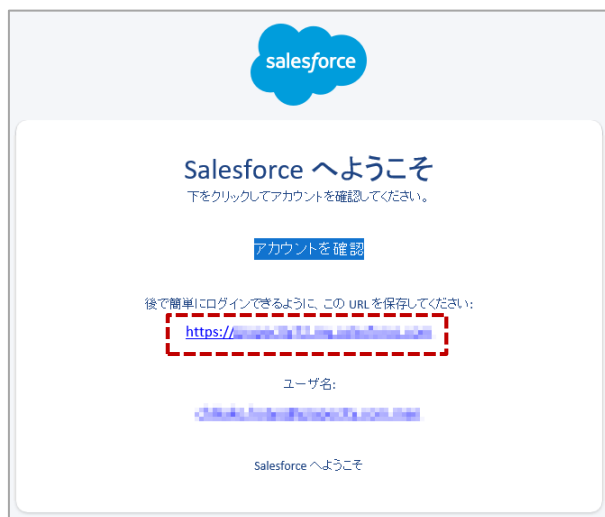 salesforce
Salesforce へようこそ
下をクリックしてアカウントを確認してください。
アカウントを確認
後で簡単にログインできるように、この URL を保存してください:
https://
ユーザ名:
Salesforce へようこそ